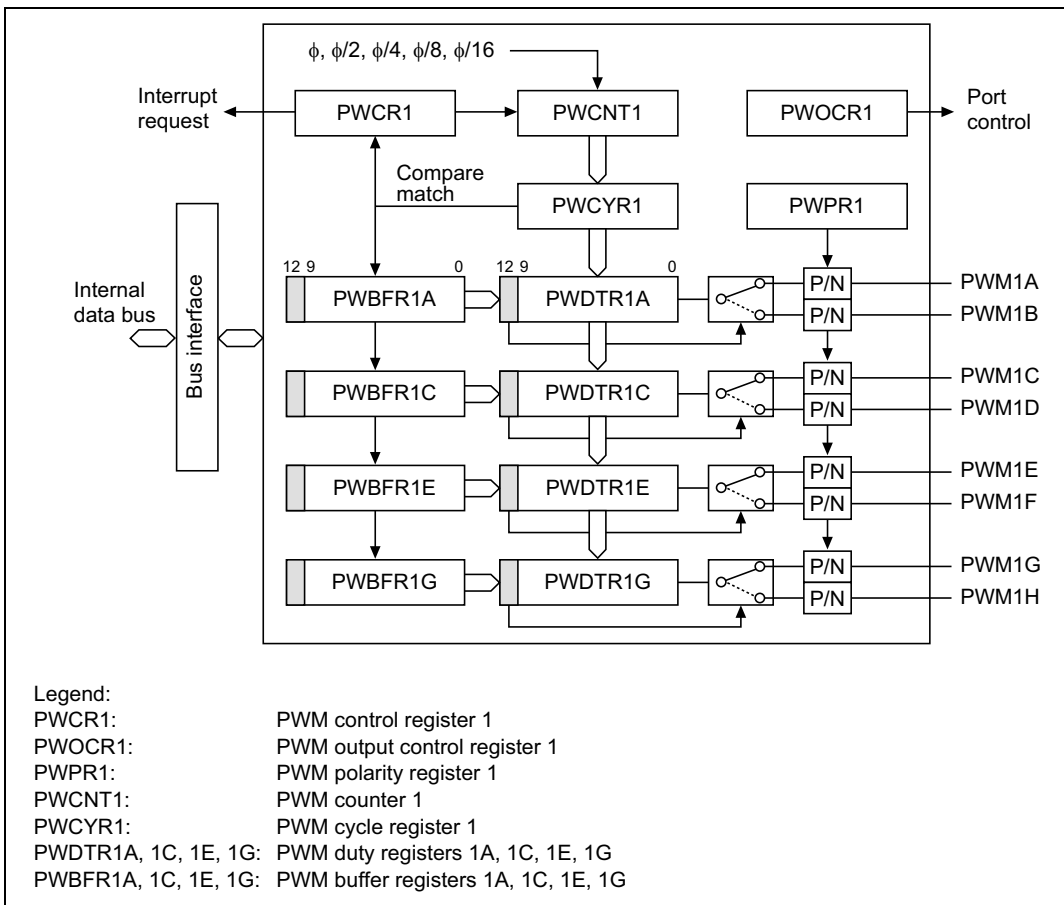 ϕ, ϕ/2, ϕ/4, ϕ/8, ϕ/16
Interrupt
request
PWCR1
PWCNT1
PWOCR1
Port
control
Compare
match
PWCYR1
PWPR1
Internal
data bus
Bus interface
12 9 0
12 9 0
PWBFR1A
PWDTR1A
P/N
PWM1A
P/N
PWM1B
PWBFR1C
PWDTR1C
P/N
PWM1C
P/N
PWM1D
PWBFR1E
PWDTR1E
P/N
PWM1E
P/N
PWM1F
PWBFR1G
PWDTR1G
P/N
PWM1G
P/N
PWM1H
Legend:
PWCR1: PWM control register 1
PWOCR1: PWM output control register 1
PWPR1: PWM polarity register 1
PWCNT1: PWM counter 1
PWCYR1: PWM cycle register 1
PWDTR1A, 1C, 1E, 1G: PWM duty registers 1A, 1C, 1E, 1G
PWBFR1A, 1C, 1E, 1G: PWM buffer registers 1A, 1C, 1E, 1G